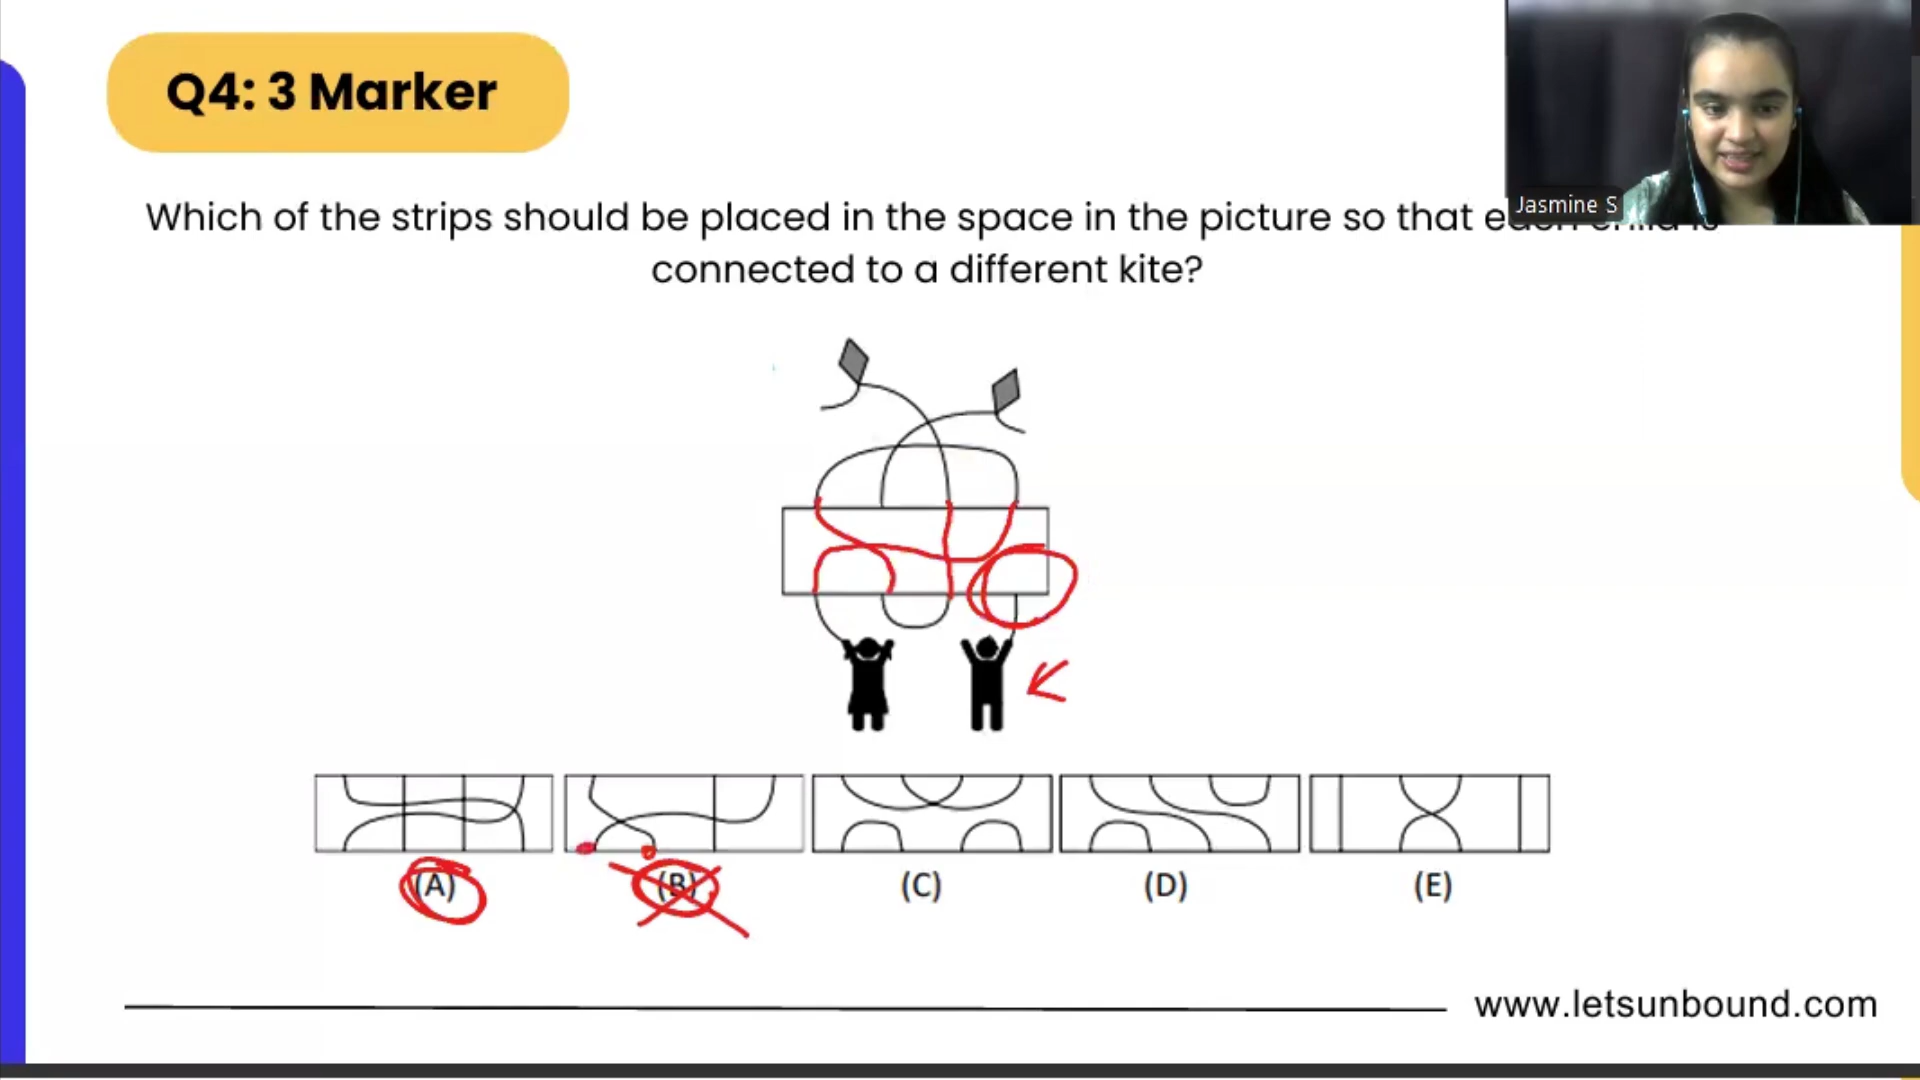 Q4: 3 Marker
Jasmine S
Which of the strips should be placed in the space in the picture so that
connected to a different kite?
(A)
(B)
(C)
(D)
(E)
www.letsunbound.com